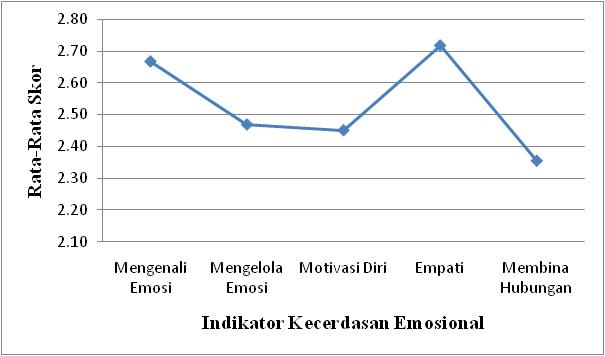 2.80
2.70
2.60
2.50
2.40
2.30
2.20
2.10
Rata-Rata Skor
Mengenali Emosi
Mengelola Emosi
Motivasi Diri
Empati
Membina Hubungan
Indikator Kecerdasan Emosional